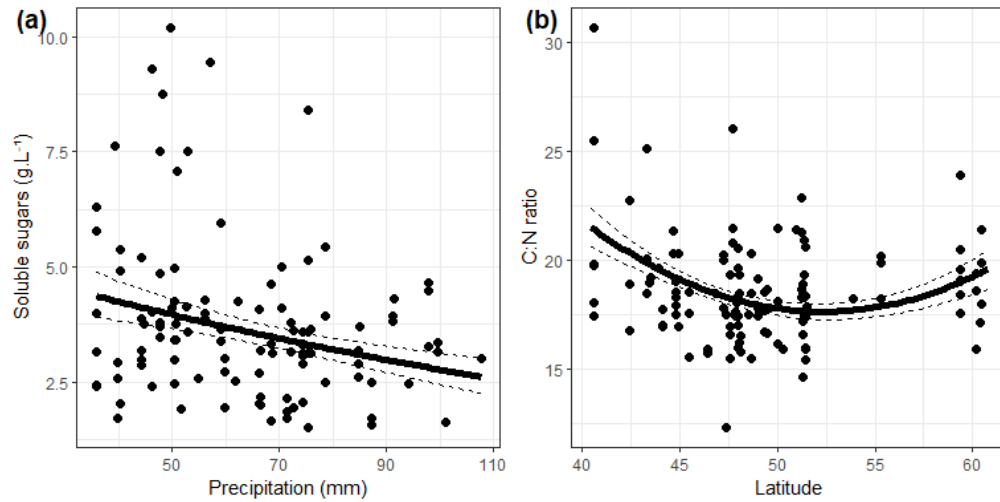 (a)
10.0
7.5
5.0
2.5
Soluble sugars (g.L⁻¹)
50
70
90
110
Precipitation (mm)
(b)
30
25
20
15
C:N ratio
40
45
50
55
60
Latitude